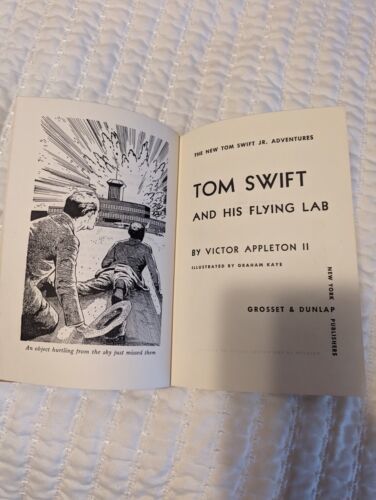 An object hurtling from the sky just missed them
THE NEW TOM SWIFT JR. ADVENTURES
TOM SWIFT
AND HIS FLYING LAB
BY VICTOR APPLETON II
ILLUSTRATED BY GRAHAM KAYE
GROSSET & DUNLAP
NEW YORK
PUBLISHERS